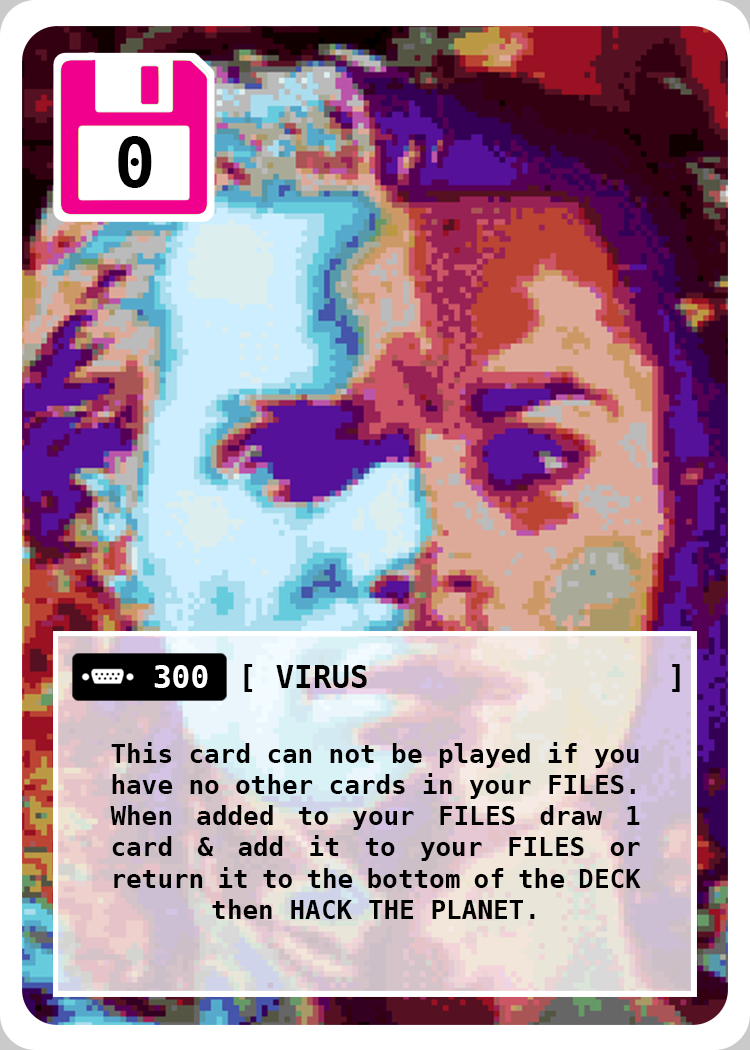 0
300 [ VIRUS ]
This card can not be played if you
have no other cards in your FILES.
When added to your FILES draw 1
card & add it to your FILES or
return it to the bottom of the DECK
then HACK THE PLANET.